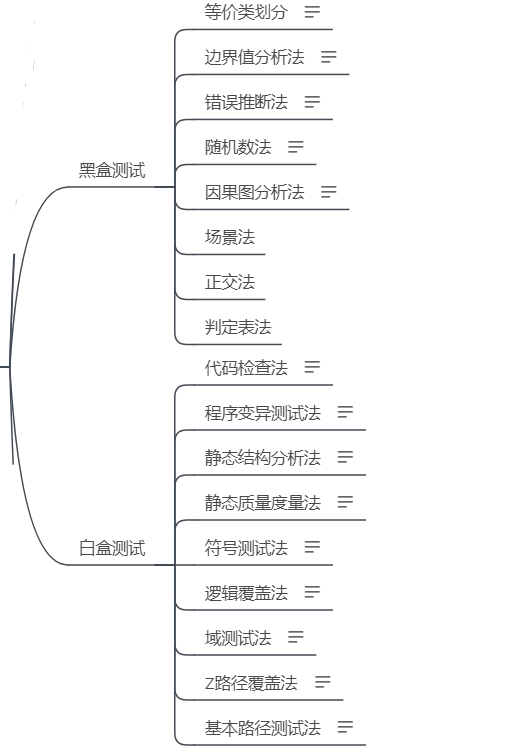 黑盒测试
等价类划分
边界值分析法
错误推断法
随机数法
因果图分析法
场景法
正交法
判定表法
白盒测试
代码检查法
程序变异测试法
静态结构分析法
静态质量度量法
符号测试法
逻辑覆盖法
域测试法
Z路径覆盖法
基本路径测试法